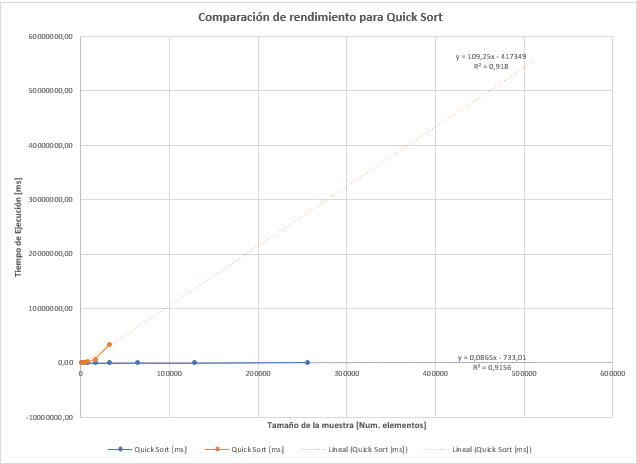 Comparación de rendimiento para Quick Sort
60000000,00
50000000,00
40000000,00
30000000,00
20000000,00
10000000,00
0,00
-10000000,00
Tiempo de Ejecución [ms]
y = 109,25x - 417349
R² = 0,918
y = 0,0865x - 733,01
R² = 0,9156
0 100000 200000 300000 400000 500000 600000
Tamaño de la muestra [Num. elementos]
Quick Sort [ms] Quick Sort [ms] Lineal (Quick Sort [ms]) Lineal (Quick Sort [ms])